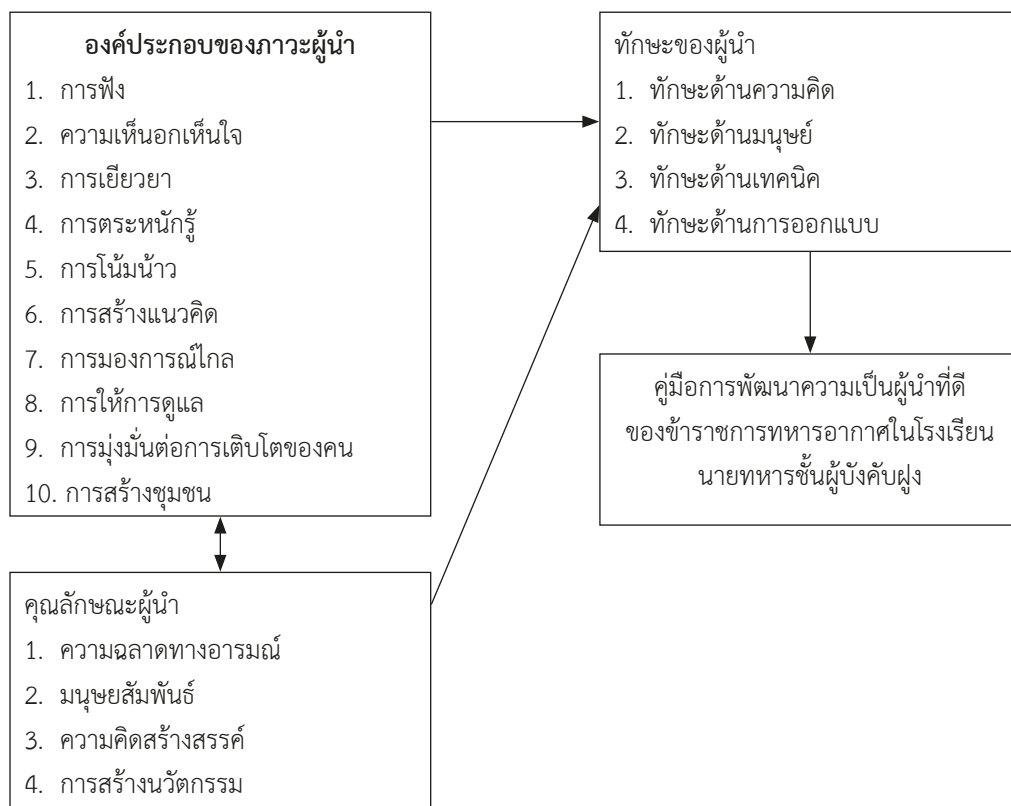 องค์ประกอบของภาวะผู้นำ
1. การฟัง
2. ความเห็นอกเห็นใจ
3. การเยียวยา
4. การตระหนักรู้
5. การโน้มน้าว
6. การสร้างแนวคิด
7. การมองการณ์ไกล
8. การให้การดูแล
9. การมุ่งมั่นต่อการเติบโตของคน
10. การสร้างชุมชน
คุณลักษณะผู้นำ
1. ความฉลาดทางอารมณ์
2. มนุษยสัมพันธ์
3. ความคิดสร้างสรรค์
4. การสร้างนวัตกรรม
ทักษะของผู้นำ
1. ทักษะด้านความคิด
2. ทักษะด้านมนุษย์
3. ทักษะด้านเทคนิค
4. ทักษะด้านการออกแบบ
คู่มือการพัฒนาความเป็นผู้นำที่ดี
ของข้าราชการทหารอากาศในโรงเรียน
นายทหารชั้นผู้บังคับฝูง